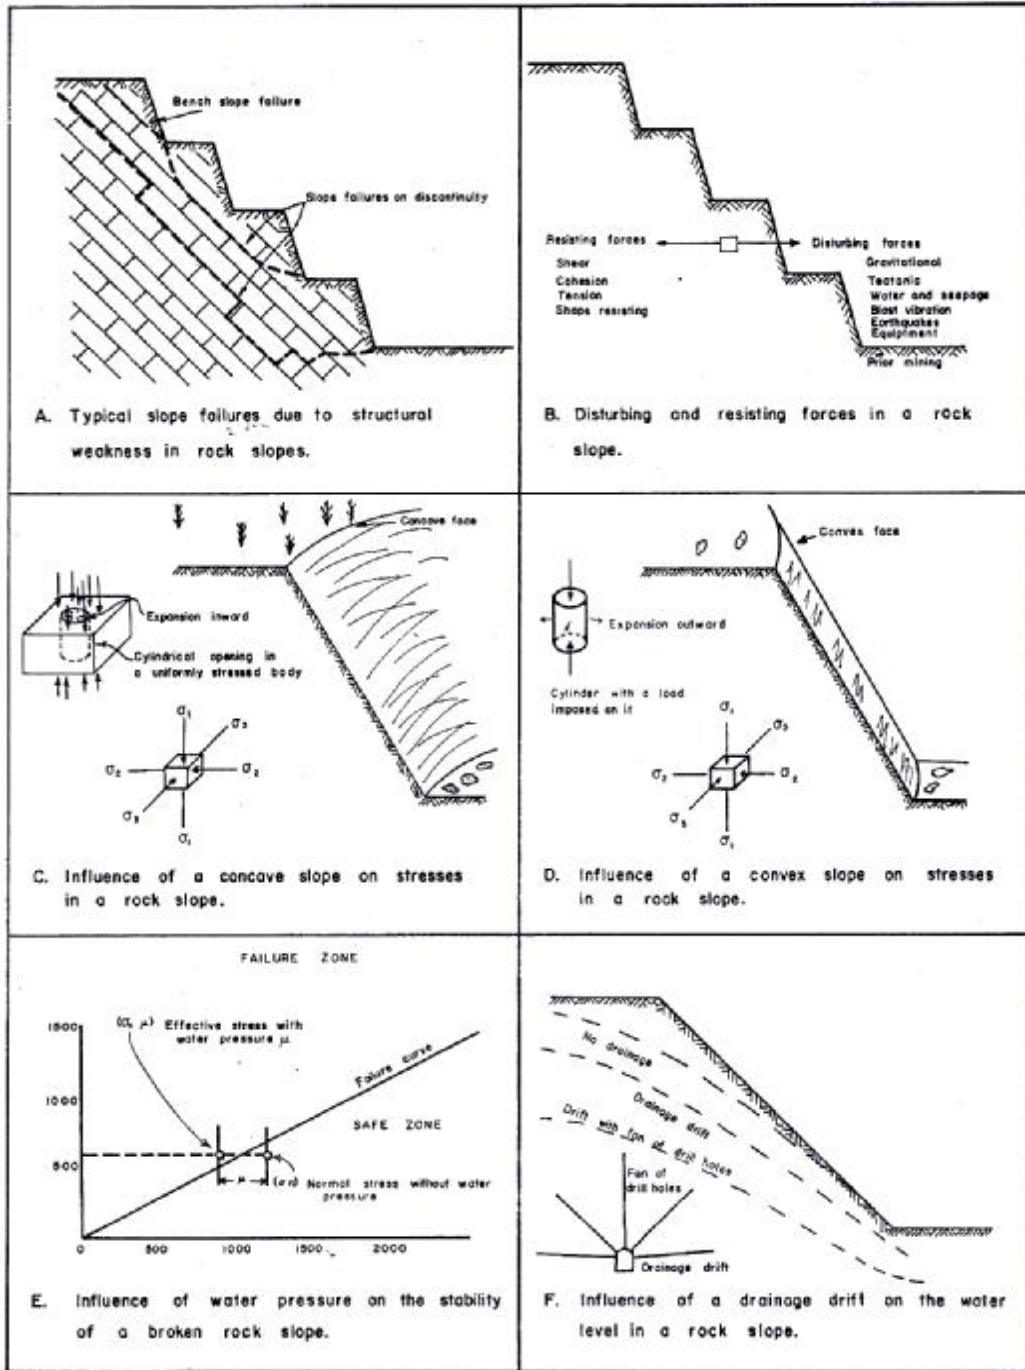 Bench slope failure
Slope failures on discontinuity
A. Typical slope failures due to structural
weakness in rock slopes.
Resisting forces
Shear
Cohesion
Tension
Shape resisting
Disturbing forces
Gravitational
Tectonic
Water and seepage
Blast vibration
Earthquakes
Equiptment
Prior mining
B. Disturbing and resisting forces in a rock
slope.
Concave face
Expansion inward
Cylindrical opening in
a uniformly stressed body
σ₁
σ₃
σ₂
σ₂
σ₃
σ₁
C. Influence of a concave slope on stresses
in a rock slope.
Convex face
Expansion outward
Cylinder with a load
imposed on it
σ₁
σ₃
σ₂
σ₂
σ₃
σ₁
D. Influence of a convex slope on stresses
in a rock slope.
FAILURE ZONE
Effective stress with
water pressure μ
1500
1000
500
Failure curve
SAFE ZONE
μ
(σn) Normal stress without water
pressure
0 500 1000 1500 2000
E. Influence of water pressure on the stability
of a broken rock slope.
No drainage
Drainage drift
Drift with fan of drill holes
Fan of
drill holes
Drainage drift
F. Influence of a drainage drift on the water
level in a rock slope.